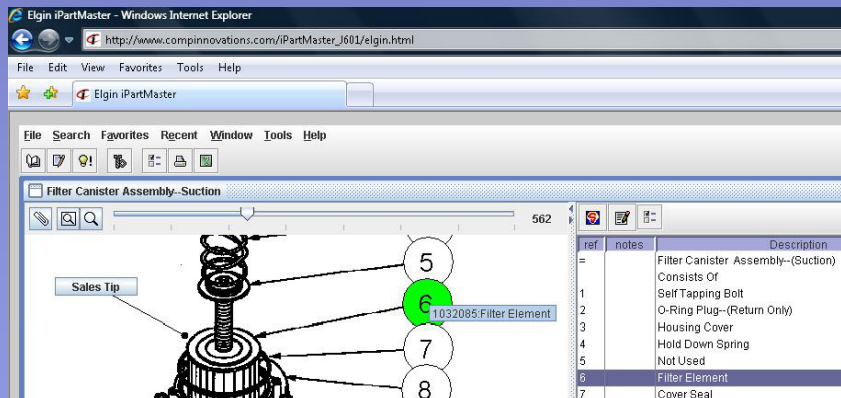 Elgin iPartMaster - Windows Internet Explorer
http://www.compinnovations.com/iPartMaster_J601/elgin.html
File Edit View Favorites Tools Help
Elgin iPartMaster
File Search Favorites Recent Window Tools Help
Filter Canister Assembly--Suction
562
ref notes Description
= Filter Canister Assembly--(Suction)
Consists Of
1 Self Tapping Bolt
2 O-Ring Plug--(Return Only)
3 Housing Cover
4 Hold Down Spring
5 Not Used
6 Filter Element
7 Cover Seal
5
Sales Tip
6
1032085:Filter Element
7
8